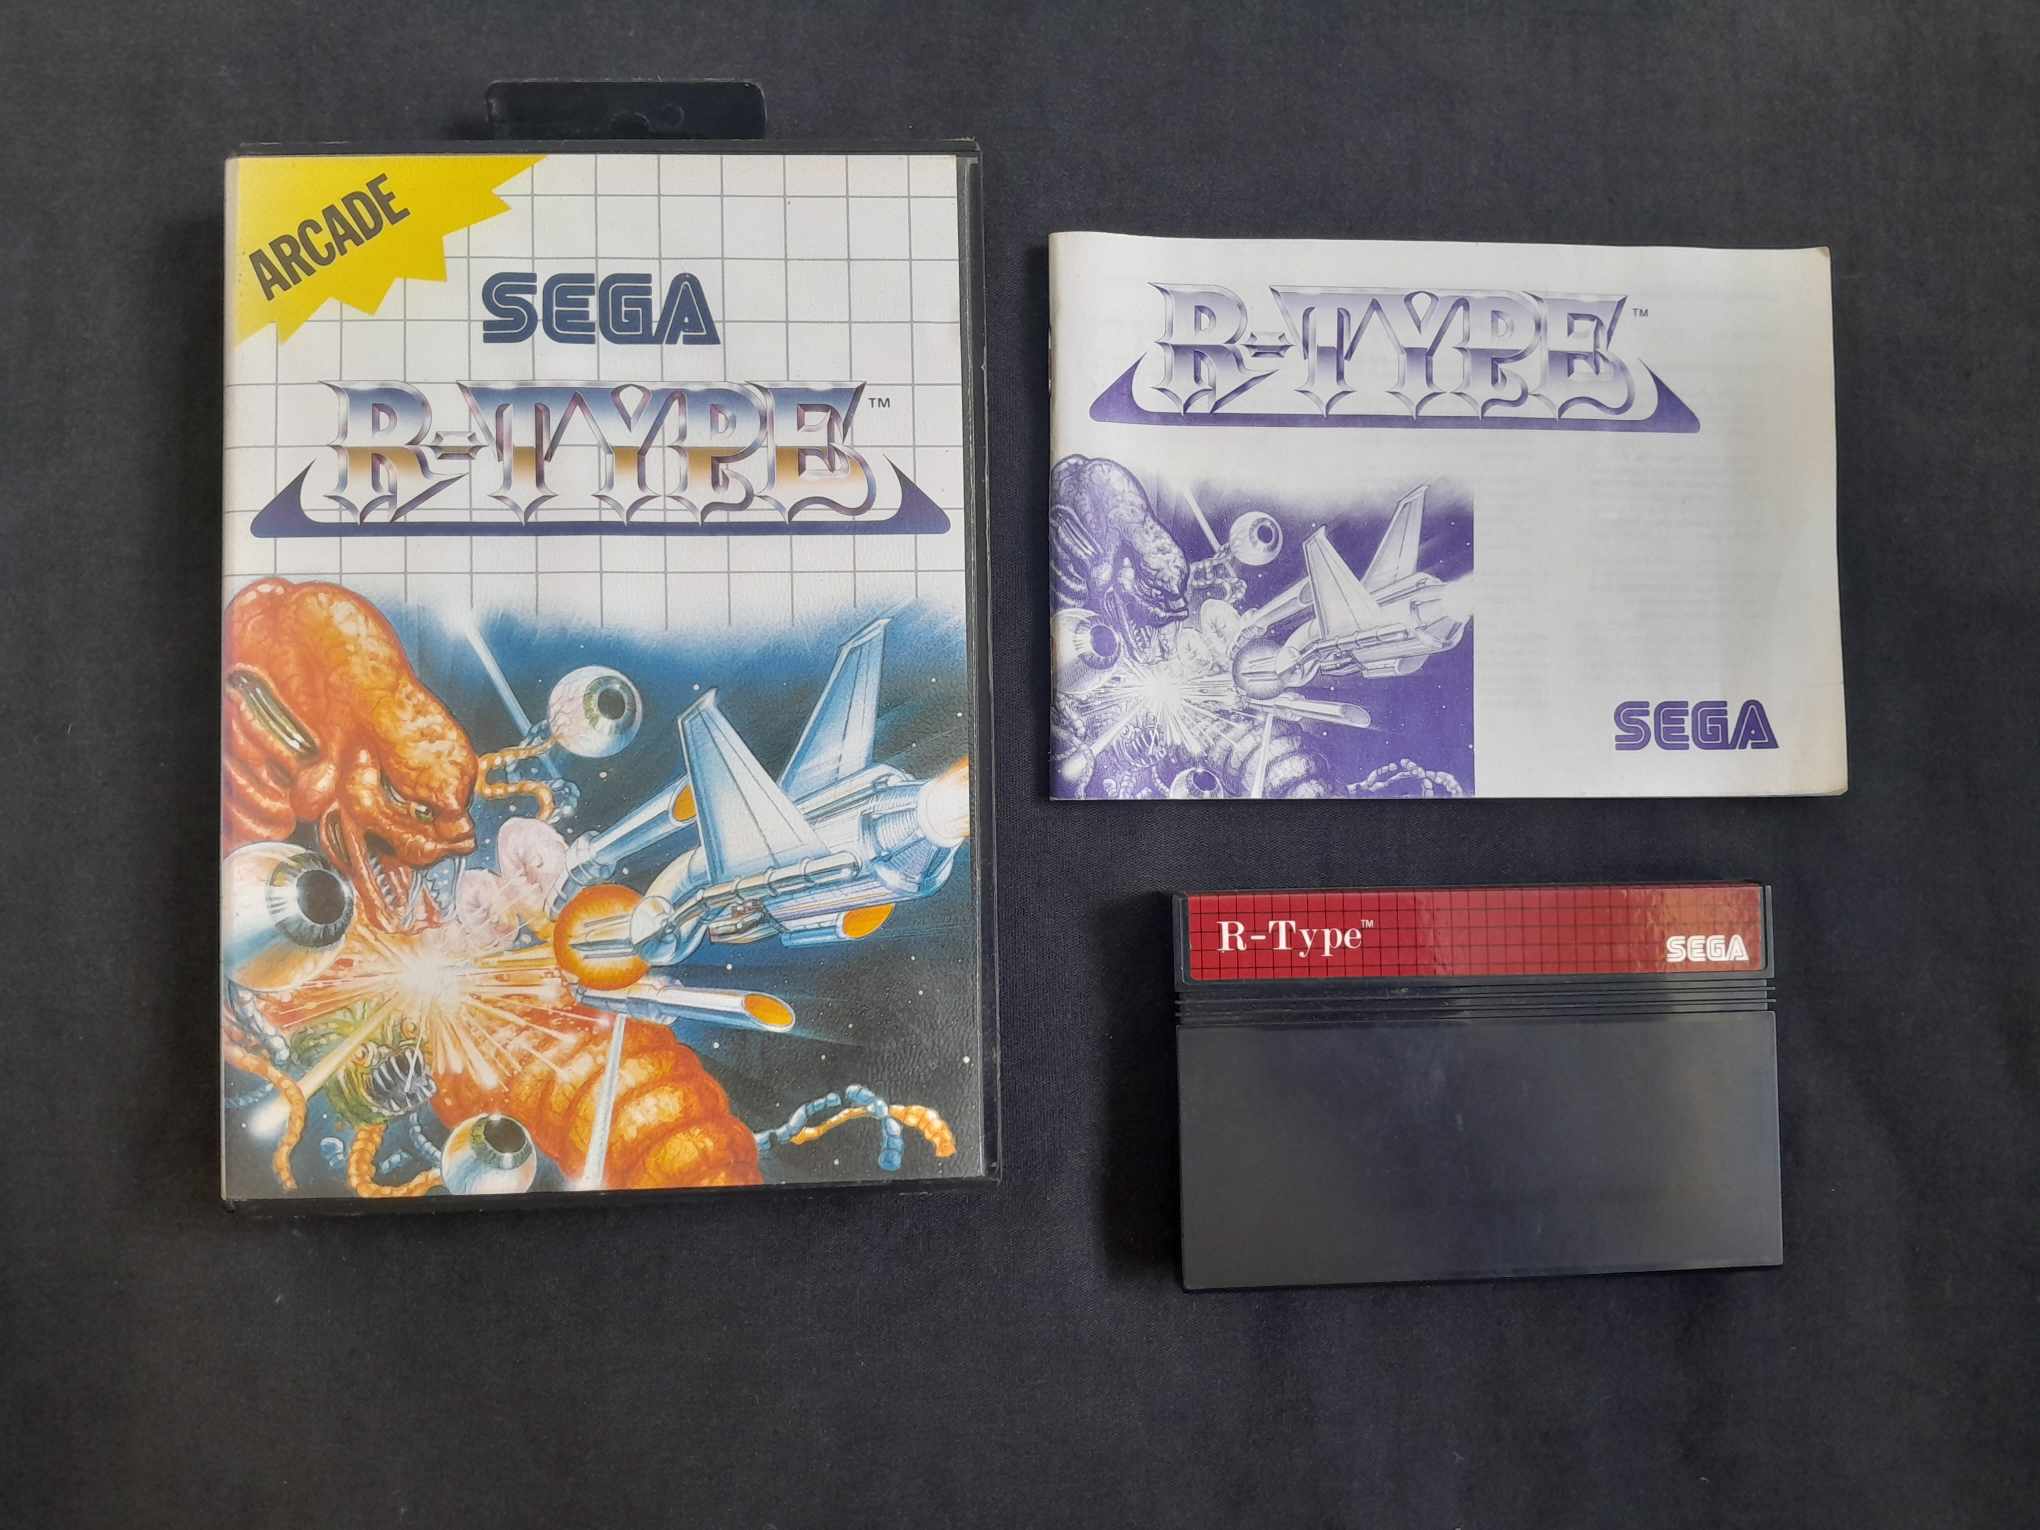 ARCADE
SEGA
R-TYPE™
R-TYPE™
SEGA
R-Type™
SEGA